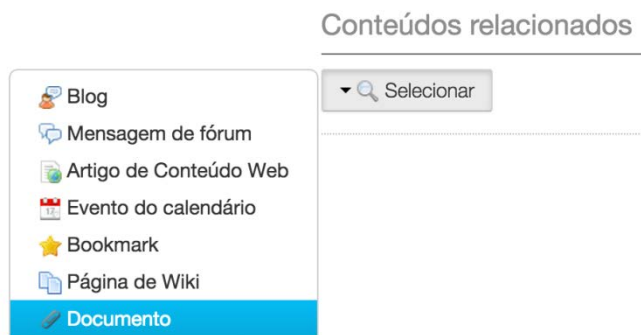 Conteúdos relacionados
Selecionar
Blog
Mensagem de fórum
Artigo de Conteúdo Web
Evento do calendário
Bookmark
Página de Wiki
Documento